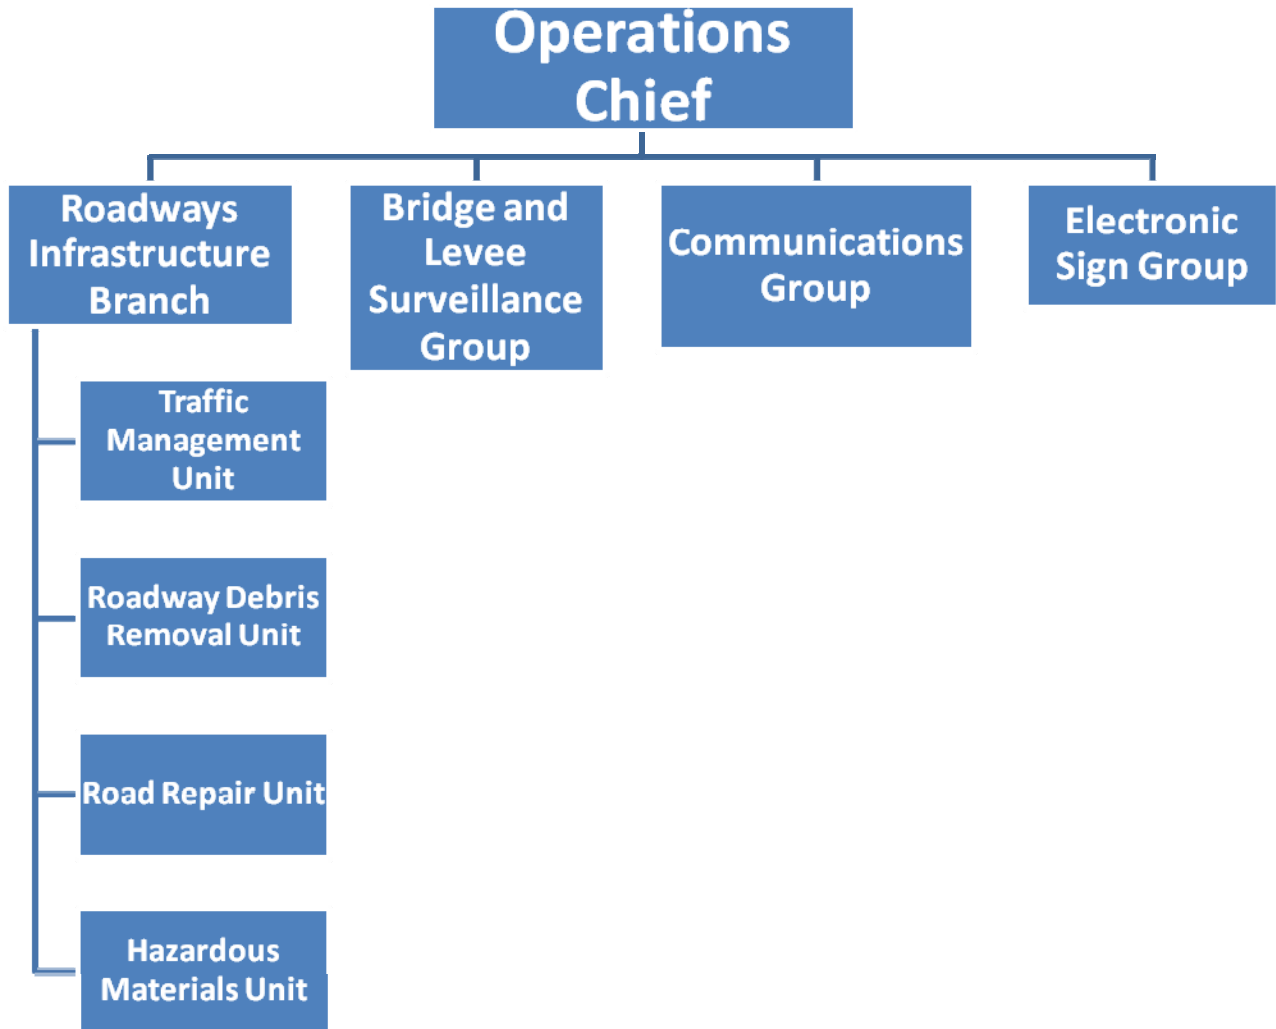 Operations
Chief
Roadways
Infrastructure
Branch
Bridge and
Levee
Surveillance
Group
Communications
Group
Electronic
Sign Group
Traffic
Management
Unit
Roadway Debris
Removal Unit
Road Repair Unit
Hazardous
Materials Unit